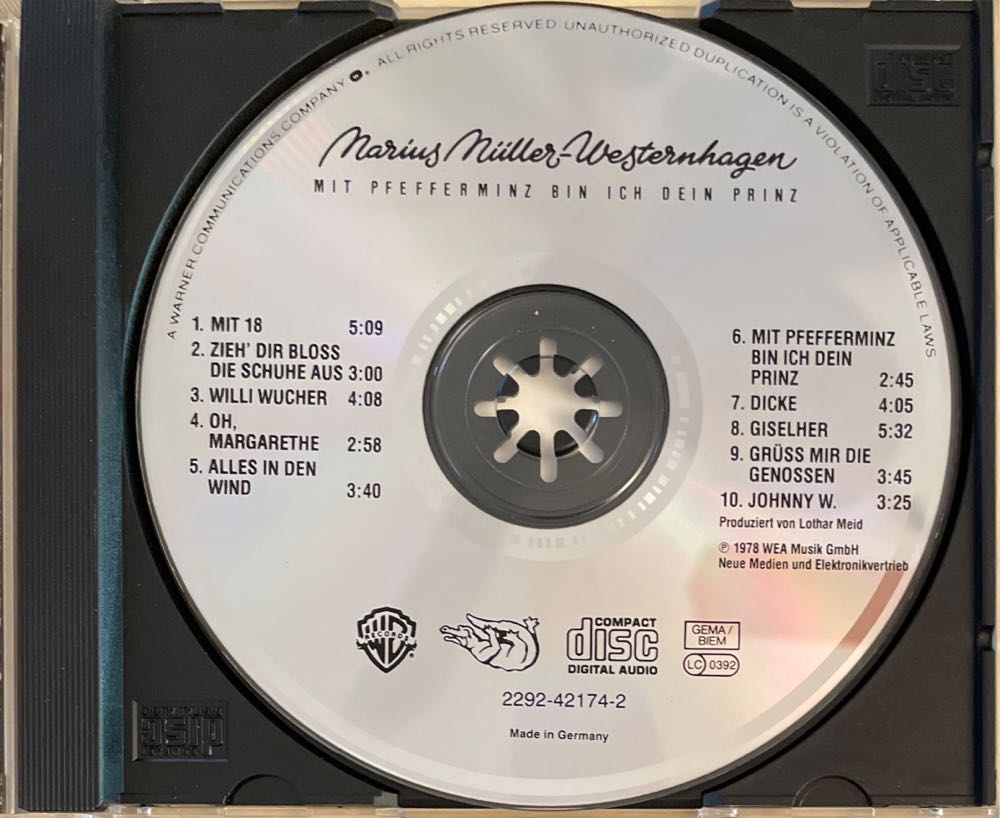 A WARNER COMMUNICATIONS COMPANY ALL RIGHTS RESERVED UNAUTHORIZED DUPLICATION IS A VIOLATION OF APPLICABLE LAWS
Marius Müller-Westernhagen
MIT PFEFFERMINZ BIN ICH DEIN PRINZ
1. MIT 18 5:09
2. ZIEH' DIR BLOSS
DIE SCHUHE AUS 3:00
3. WILLI WUCHER 4:08
4. OH,
MARGARETHE 2:58
5. ALLES IN DEN
WIND 3:40
6. MIT PFEFFERMINZ
BIN ICH DEIN
PRINZ 2:45
7. DICKE 4:05
8. GISELHER 5:32
9. GRÜSS MIR DIE
GENOSSEN 3:45
10. JOHNNY W. 3:25
Produziert von Lothar Meid
℗ 1978 WEA Musik GmbH
Neue Medien und Elektronikvertrieb
WB RECORDS
COMPACT
disc
DIGITAL AUDIO
GEMA/
BIEM
LC 0392
2292-42174-2
Made in Germany